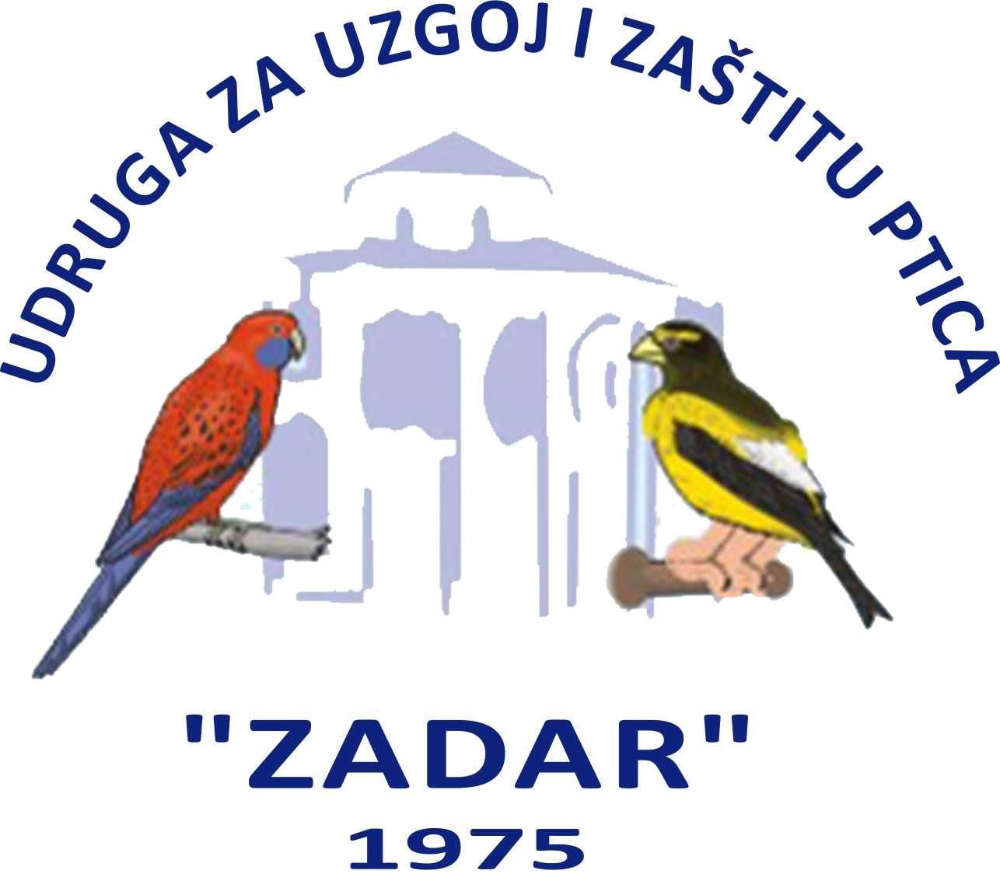 UDRUGA ZA UZGOJ I ZAŠTITU PTICA
"ZADAR"
1975